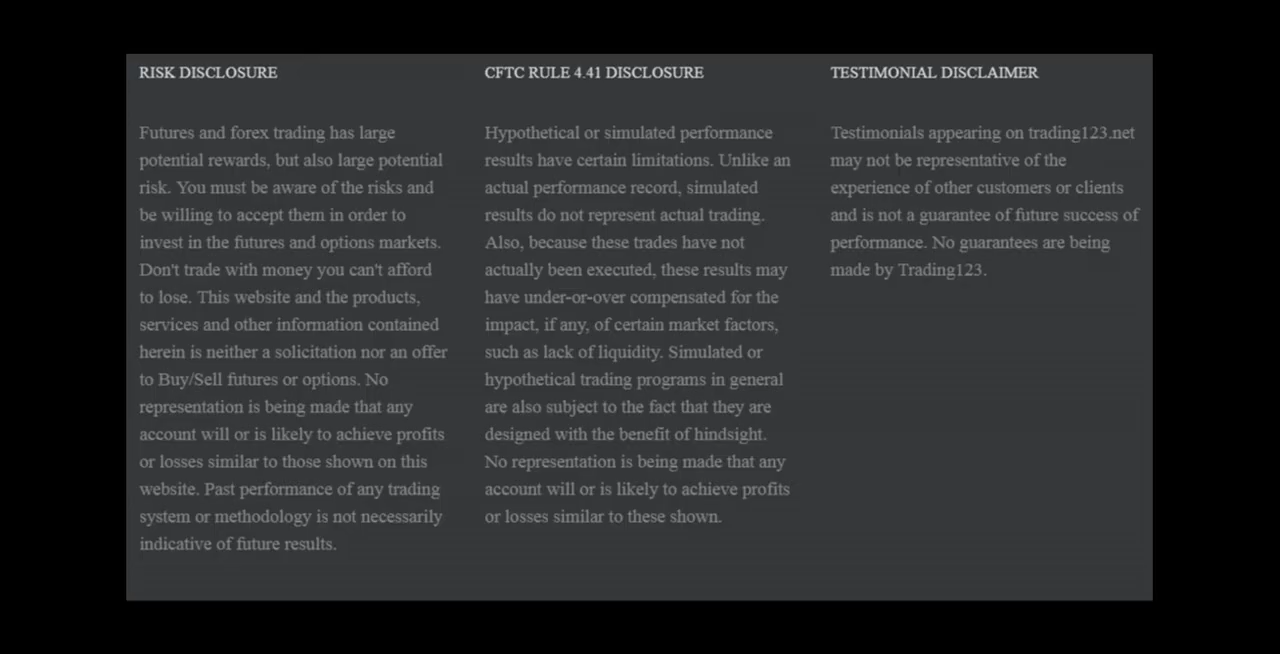 RISK DISCLOSURE
Futures and forex trading has large
potential rewards, but also large potential
risk. You must be aware of the risks and
be willing to accept them in order to
invest in the futures and options markets.
Don't trade with money you can't afford
to lose. This website and the products,
services and other information contained
herein is neither a solicitation nor an offer
to Buy/Sell futures or options. No
representation is being made that any
account will or is likely to achieve profits
or losses similar to those shown on this
website. Past performance of any trading
system or methodology is not necessarily
indicative of future results.
CFTC RULE 4.41 DISCLOSURE
Hypothetical or simulated performance
results have certain limitations. Unlike an
actual performance record, simulated
results do not represent actual trading.
Also, because these trades have not
actually been executed, these results may
have under-or-over compensated for the
impact, if any, of certain market factors,
such as lack of liquidity. Simulated or
hypothetical trading programs in general
are also subject to the fact that they are
designed with the benefit of hindsight.
No representation is being made that any
account will or is likely to achieve profits
or losses similar to these shown.
TESTIMONIAL DISCLAIMER
Testimonials appearing on trading123.net
may not be representative of the
experience of other customers or clients
and is not a guarantee of future success of
performance. No guarantees are being
made by Trading123.